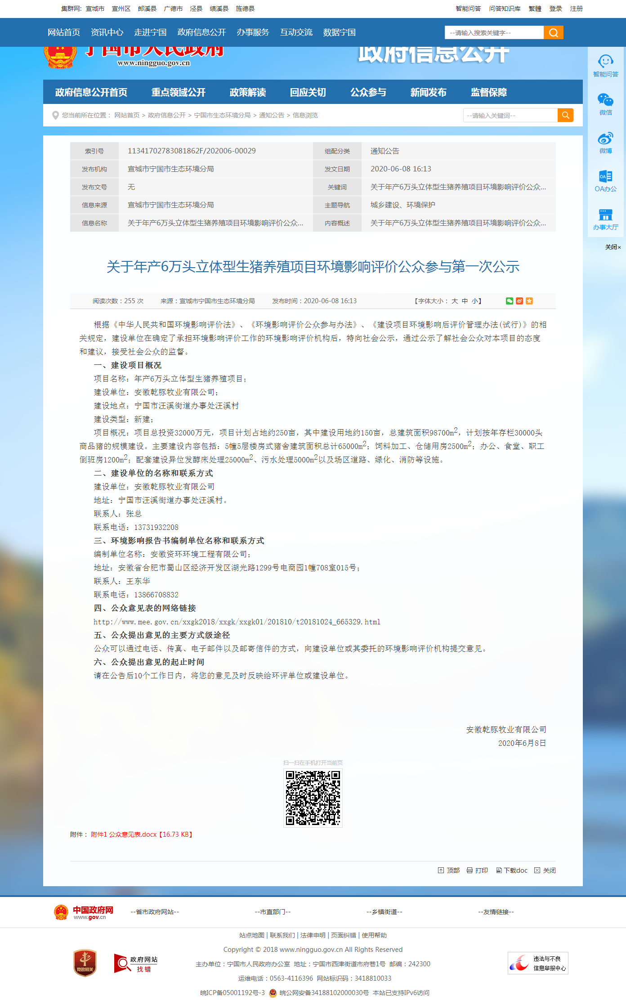 集群网: 宣城市 宣州区 郎溪县 广德市 泾县 绩溪县 旌德县 智能问答 问答知识库 繁體 登录 注册
网站首页 资讯中心 走进宁国 政府信息公开 办事服务 互动交流 数据宁国 --请输入搜索关键字--
宁国市人民政府 政府信息公开
www.ningguo.gov.cn
智能问答
政府信息公开首页 重点领域公开 政策解读 回应关切 公众参与 新闻发布 监督保障
微信
您当前所在位置： 网站首页 > 政府信息公开 > 宁国市生态环境分局 > 通知公告 > 信息浏览 --请输入关键词--
微博
索引号 11341702783081862F/202006-00029 组配分类 通知公告
发布机构 宣城市宁国市生态环境分局 发文日期 2020-06-08 16:13
发布文号 无 关键词 关于年产6万头立体型生猪养殖项目环境影响评价公众...
OA办公
信息来源 宣城市宁国市生态环境分局 主题导航 城乡建设、环境保护
信息名称 关于年产6万头立体型生猪养殖项目环境影响评价公众... 内容概述 关于年产6万头立体型生猪养殖项目环境影响评价公众...
办事大厅
关闭×
关于年产6万头立体型生猪养殖项目环境影响评价公众参与第一次公示
阅读次数：255 次 来源：宣城市宁国市生态环境分局 发布时间：2020-06-08 16:13 【字体大小： 大 中 小】
根据《中华人民共和国环境影响评价法》、《环境影响评价公众参与办法》、《建设项目环境影响后评价管理办法(试行)》的相
关规定，建设单位在确定了承担环境影响评价工作的环境影响评价机构后，特向社会公示，通过公示了解社会公众对本项目的态度
和建议，接受社会公众的监督。
一、建设项目概况
项目名称：年产6万头立体型生猪养殖项目；
建设单位：安徽乾豚牧业有限公司；
建设地点：宁国市汪溪街道办事处汪溪村
建设类型：新建；
项目概况：项目总投资32000万元，项目计划占地约250亩，其中建设用地约150亩，总建筑面积98700m²，计划按年存栏30000头
商品猪的规模建设。主要建设内容包括：5幢5层楼房式猪舍建筑面积总计65000m²；饲料加工、仓储用房2500m²；办公、食堂、职工
倒班房1200m²；配套建设异位发酵床处理25000m²、污水处理5000m²以及场区道路、绿化、消防等设施。
二、建设单位的名称和联系方式
建设单位：安徽乾豚牧业有限公司
地址：宁国市汪溪街道办事处汪溪村。
联系人：张总
联系电话：13731932208
三、环境影响报告书编制单位名称和联系方式
编制单位名称：安徽资环环境工程有限公司；
地址：安徽省合肥市蜀山区经济开发区湖光路1299号电商园1幢708室015号；
联系人：王东华
联系电话：13866708832
四、公众意见表的网络链接
http://www.mee.gov.cn/xxgk2018/xxgk/xxgk01/201810/t20181024_665329.html
五、公众提出意见的主要方式级途径
公众可以通过电话、传真、电子邮件以及邮寄信件的方式，向建设单位或其委托的环境影响评价机构提交意见。
六、公众提出意见的起止时间
请在公告后10个工作日内，将您的意见及时反映给环评单位或建设单位。
安徽乾豚牧业有限公司
2020年6月8日
扫一扫在手机打开当前页
附件： 附件1 公众意见表.docx【16.73 KB】
顶部 打印 下载doc 关闭
中国政府网 www.gov.cn --省市政府网站-- --市直部门-- --乡镇街道-- --友情链接--
站点地图 | 联系我们 | 法律申明 | 页面纠错 | 使用帮助
Copyright © 2018 www.ningguo.gov.cn All Rights Reserved
党政机关 政府网站 找错 主办单位：宁国市人民政府办公室 地址：宁国市西津街道市府巷1号 邮编：242300 违法与不良 信息举报中心
运维电话：0563-4116396 网站标识码：3418810033
皖ICP备05001192号-3 皖公网安备34188102000030号 本站已支持IPv6访问